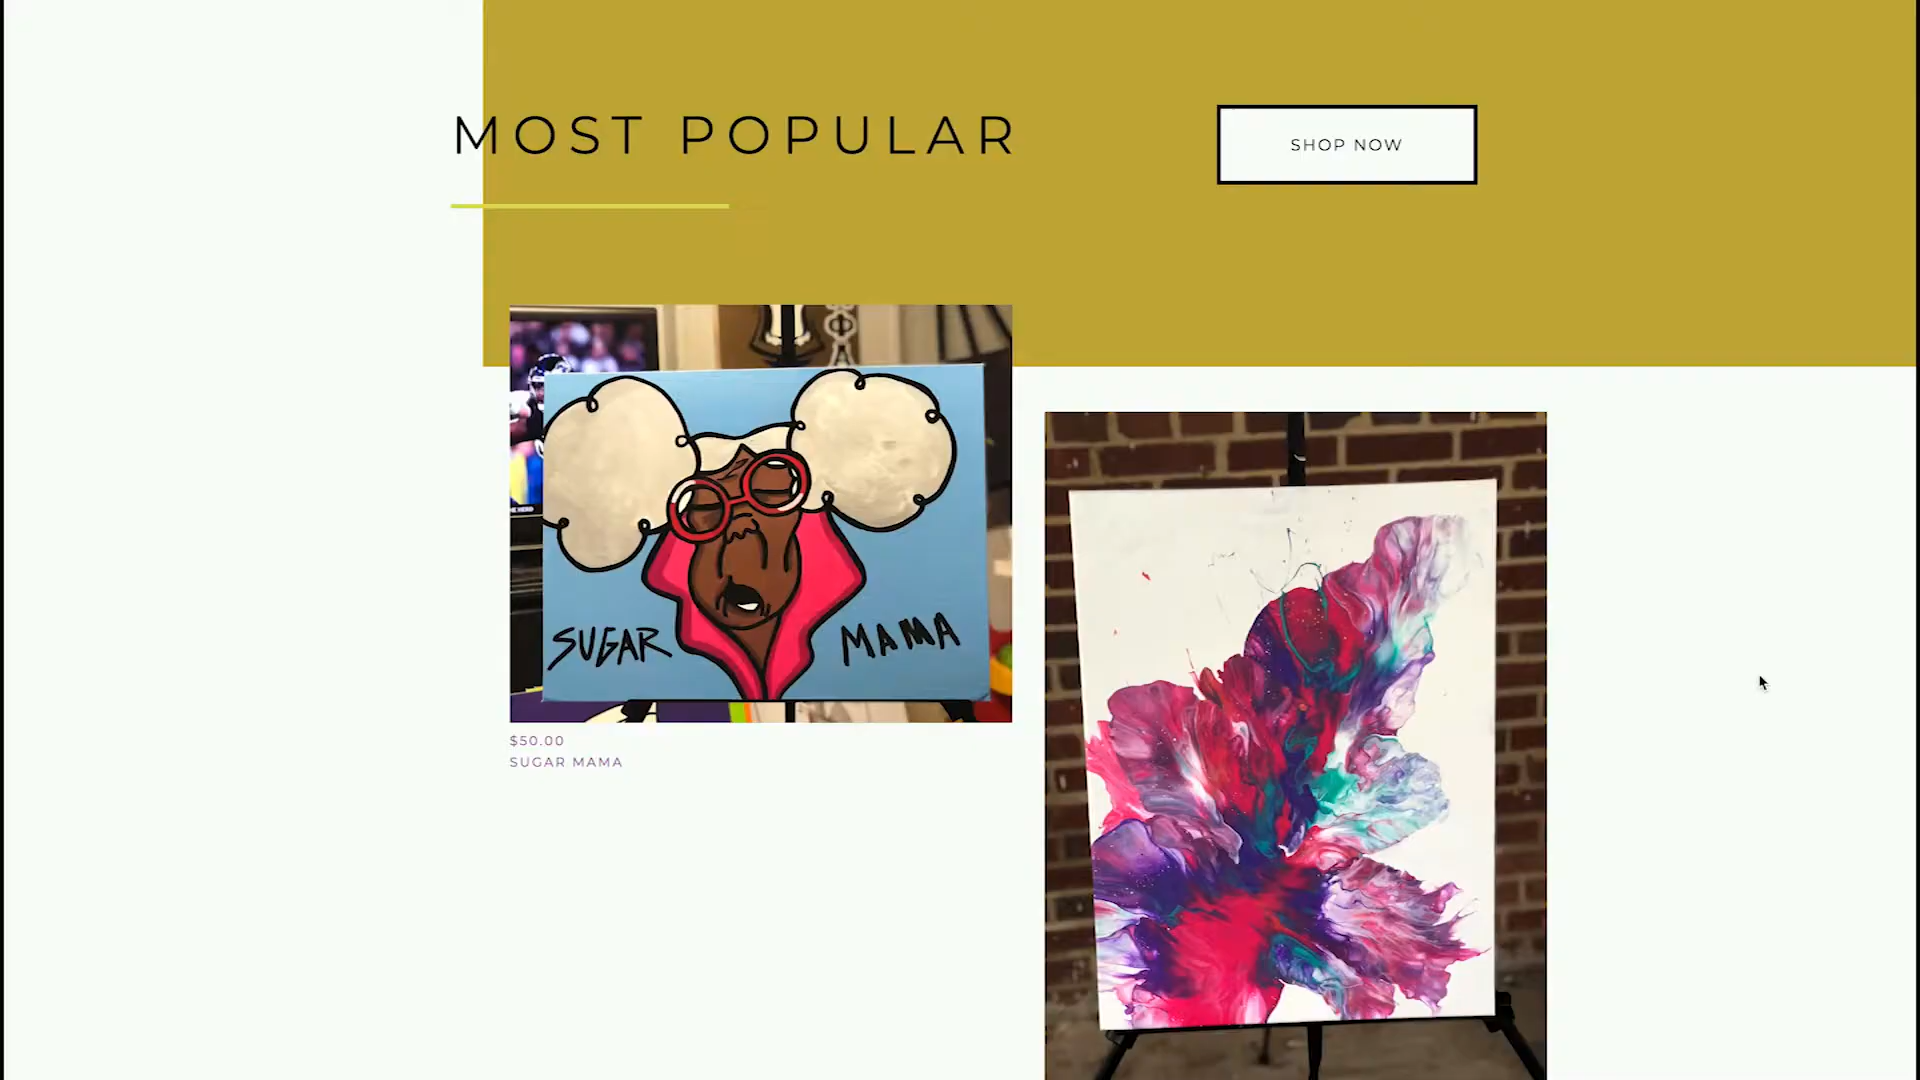 MOST POPULAR
SHOP NOW
SUGAR
MAMA
$50.00
SUGAR MAMA